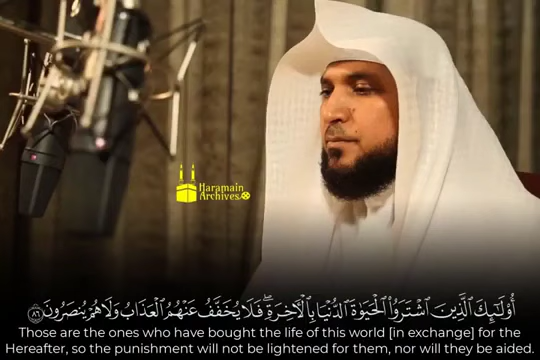 Haramain
Archives
أُوْلَٰٓئِكَ ٱلَّذِينَ ٱشْتَرَوُا۟ ٱلْحَيَوٰةَ ٱلدُّنْيَا بِٱلْءَاخِرَةِ ۖ فَلَا يُخَفَّفُ عَنْهُمُ ٱلْعَذَابُ وَلَا هُمْ يُنصَرُونَ ٨٦
Those are the ones who have bought the life of this world [in exchange] for the
Hereafter, so the punishment will not be lightened for them, nor will they be aided.